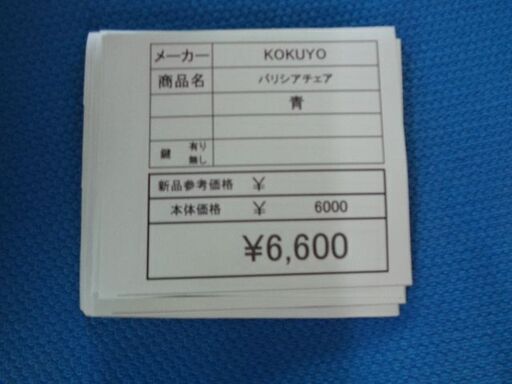 メーカー KOKUYO
商品名 バリシアチェア
青
鍵 有り 無し
新品参考価格 ¥
本体価格 ¥ 6000
¥6,600